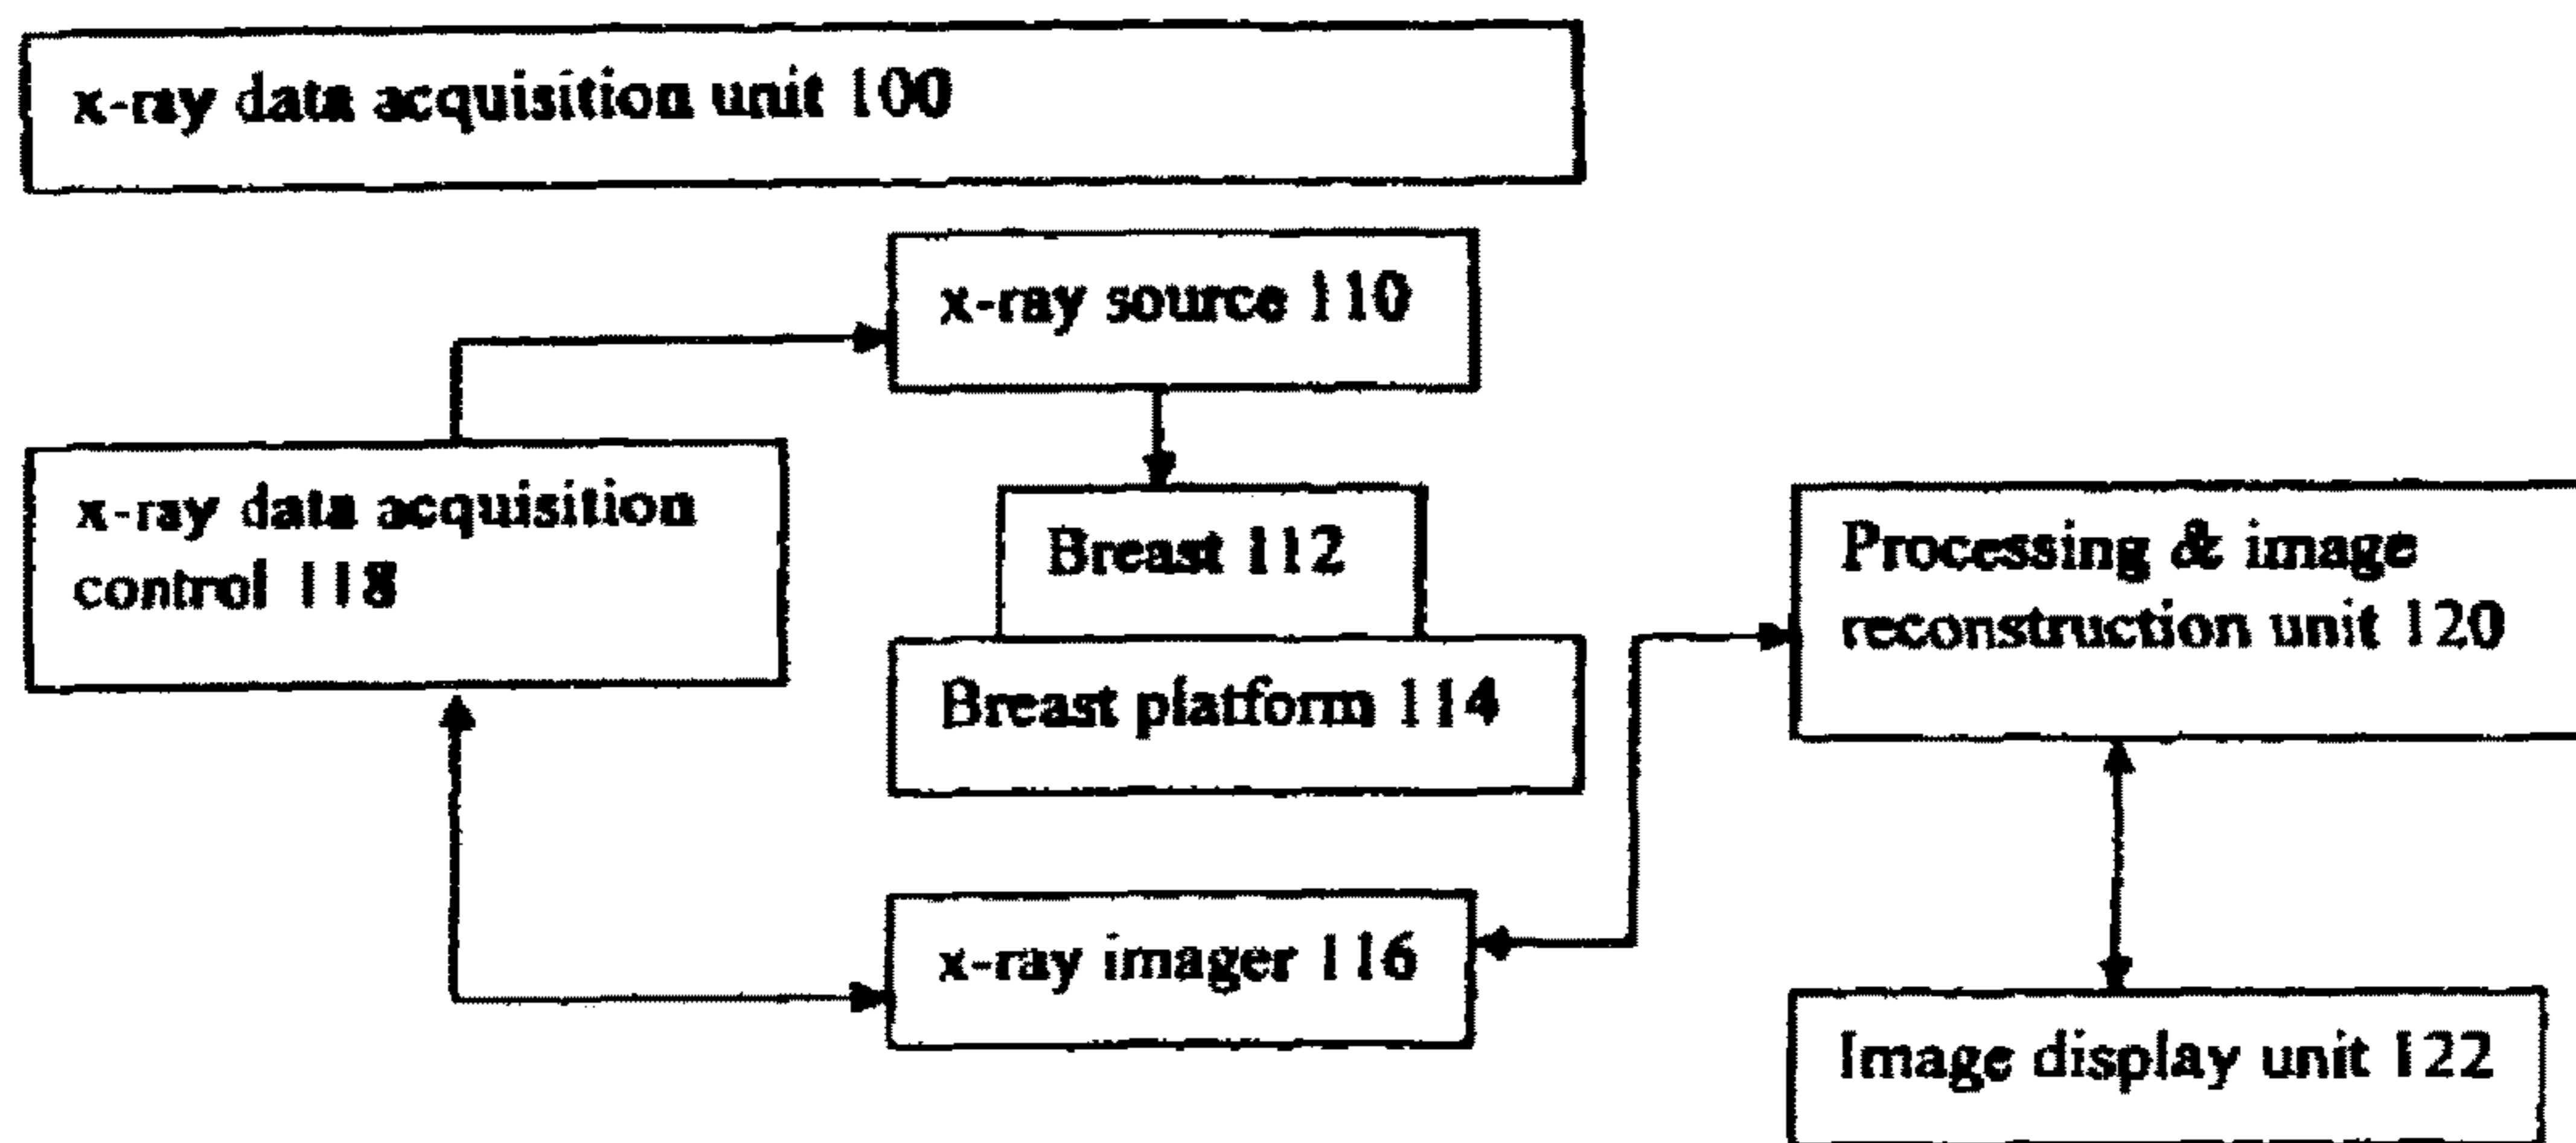 x-ray data acquisition unit 100
x-ray source 110
x-ray data acquisition
control 118
Breast 112
Breast platform 114
Processing & image
reconstruction unit 120
x-ray imager 116
Image display unit 122